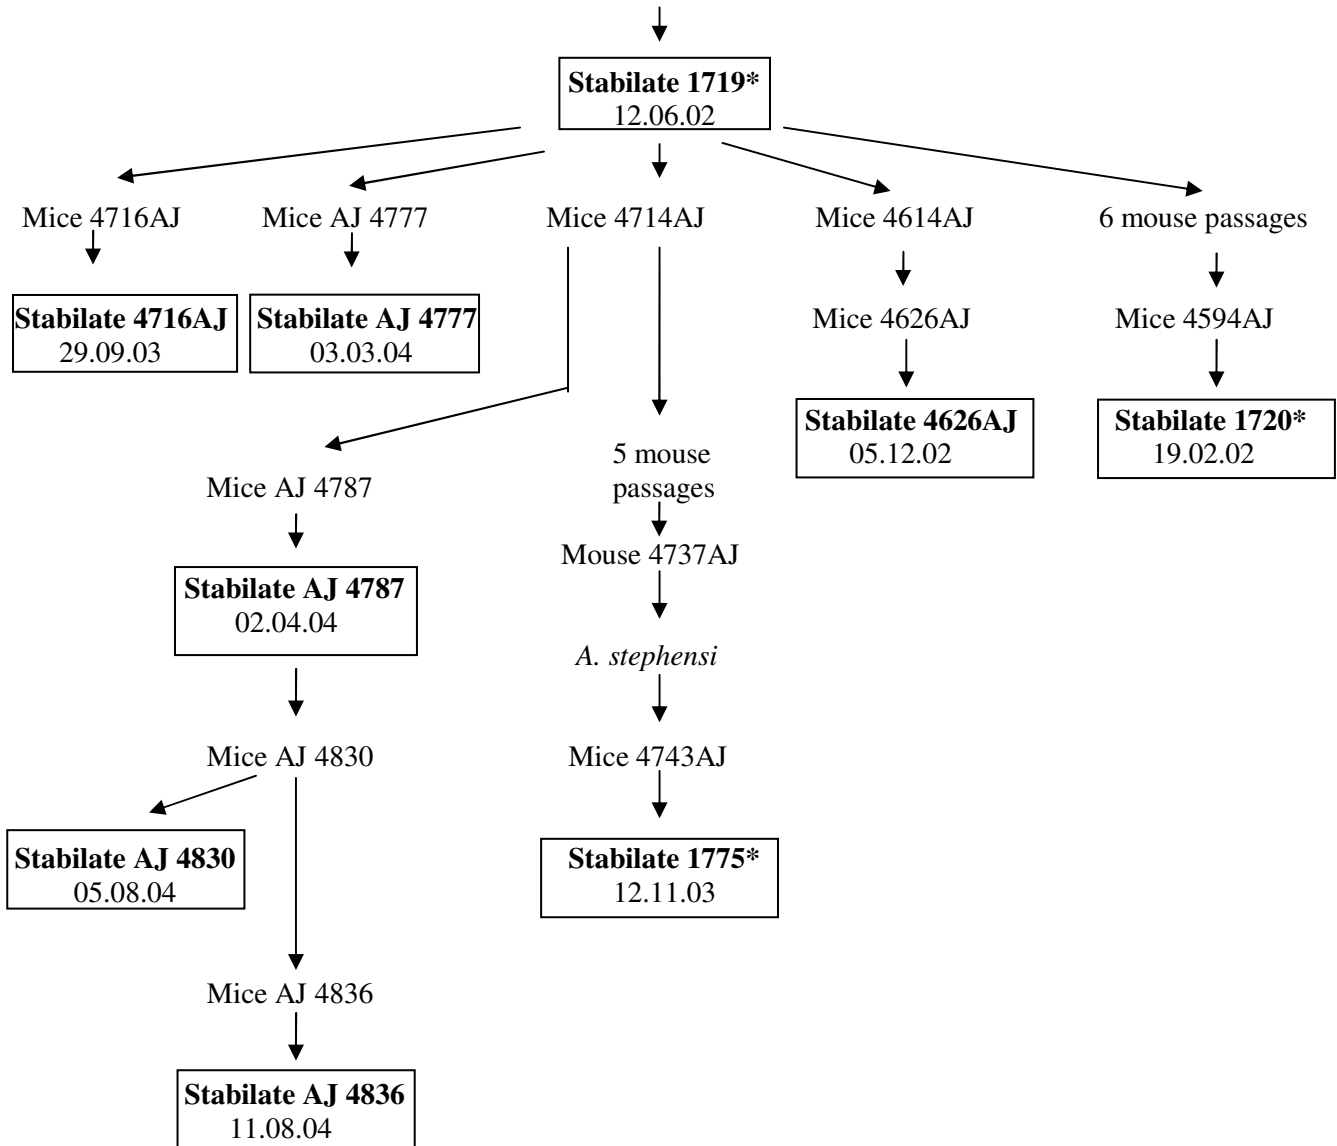 Stabilate 1719*
12.06.02
Mice 4716AJ
Mice AJ 4777
Mice 4714AJ
Mice 4614AJ
6 mouse passages
Stabilate 4716AJ
29.09.03
Stabilate AJ 4777
03.03.04
Mice 4626AJ
Mice 4594AJ
Stabilate 4626AJ
05.12.02
Stabilate 1720*
19.02.02
5 mouse
passages
Mice AJ 4787
Mouse 4737AJ
Stabilate AJ 4787
02.04.04
A. stephensi
Mice AJ 4830
Mice 4743AJ
Stabilate AJ 4830
05.08.04
Stabilate 1775*
12.11.03
Mice AJ 4836
Stabilate AJ 4836
11.08.04